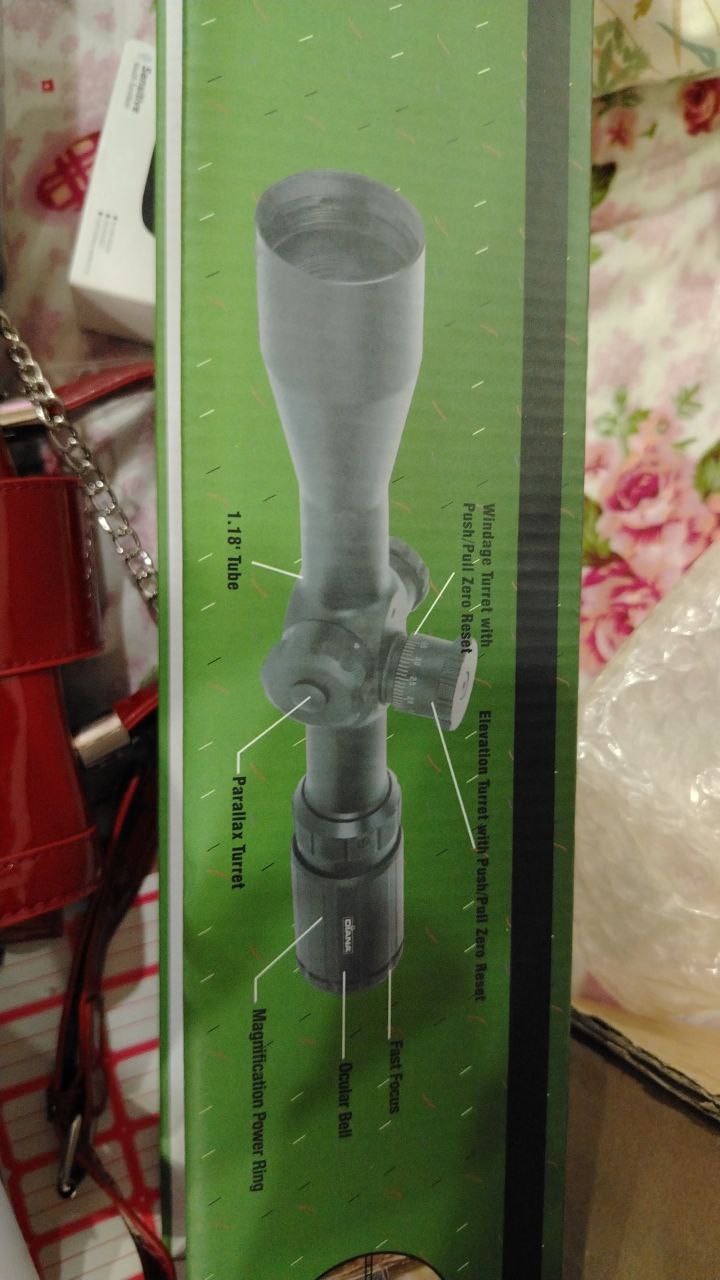 Windage Turret with
Push/Pull Zero Reset
Elevation Turret with Push/Pull Zero Reset
1.18' Tube
Parallax Turret
DIANA
Fast Focus
Ocular Bell
Magnification Power Ring
Sensitive